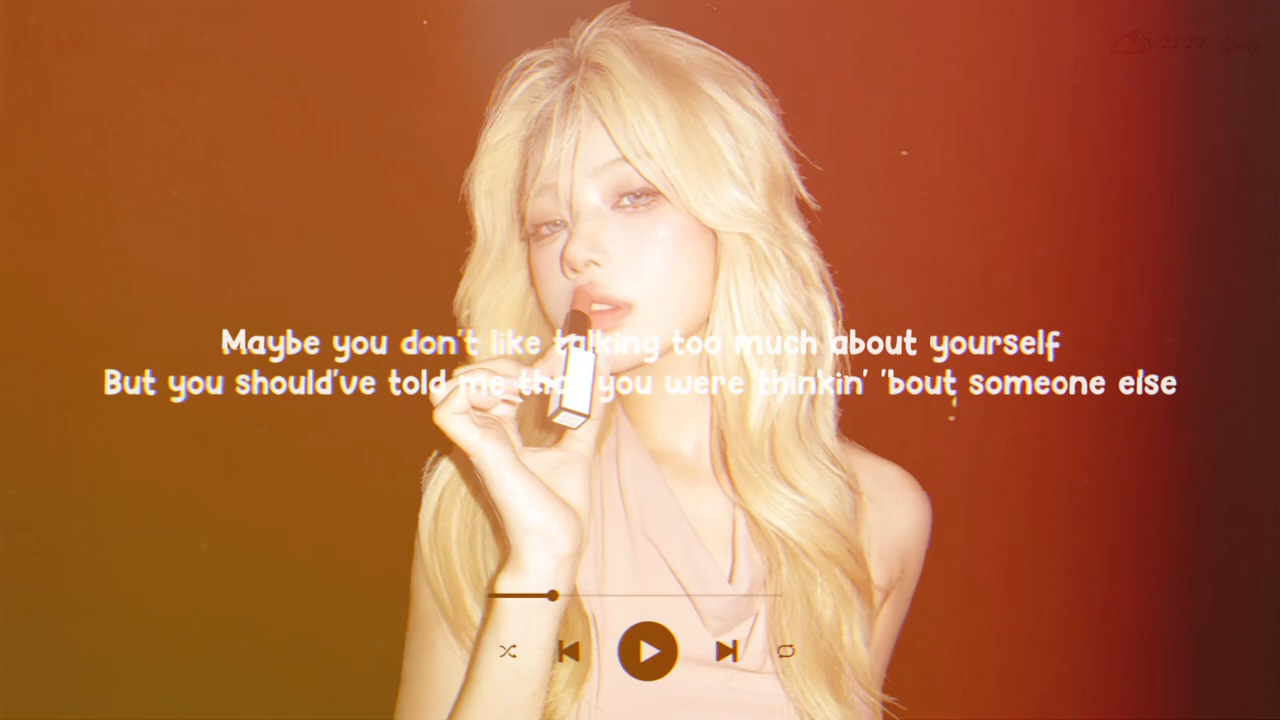 Maybe you don't like talking too much about yourself
But you should've told me that you were thinkin' 'bout someone else